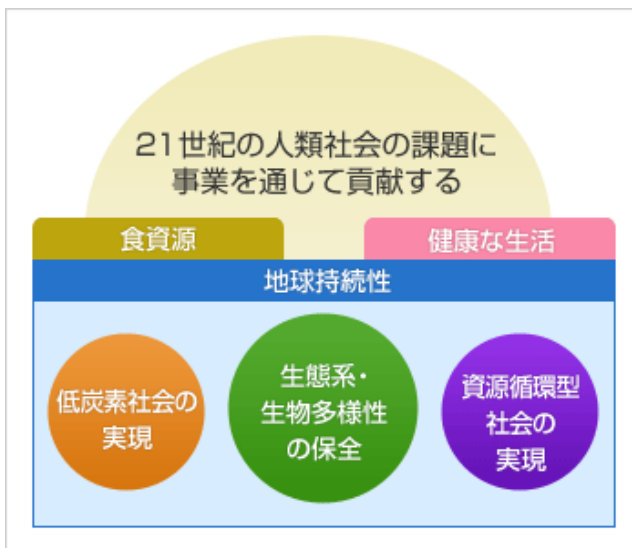 21世紀の人類社会の課題に
事業を通じて貢献する
食資源
健康な生活
地球持続性
低炭素社会の
実現
生態系・
生物多様性
の保全
資源循環型
社会の
実現